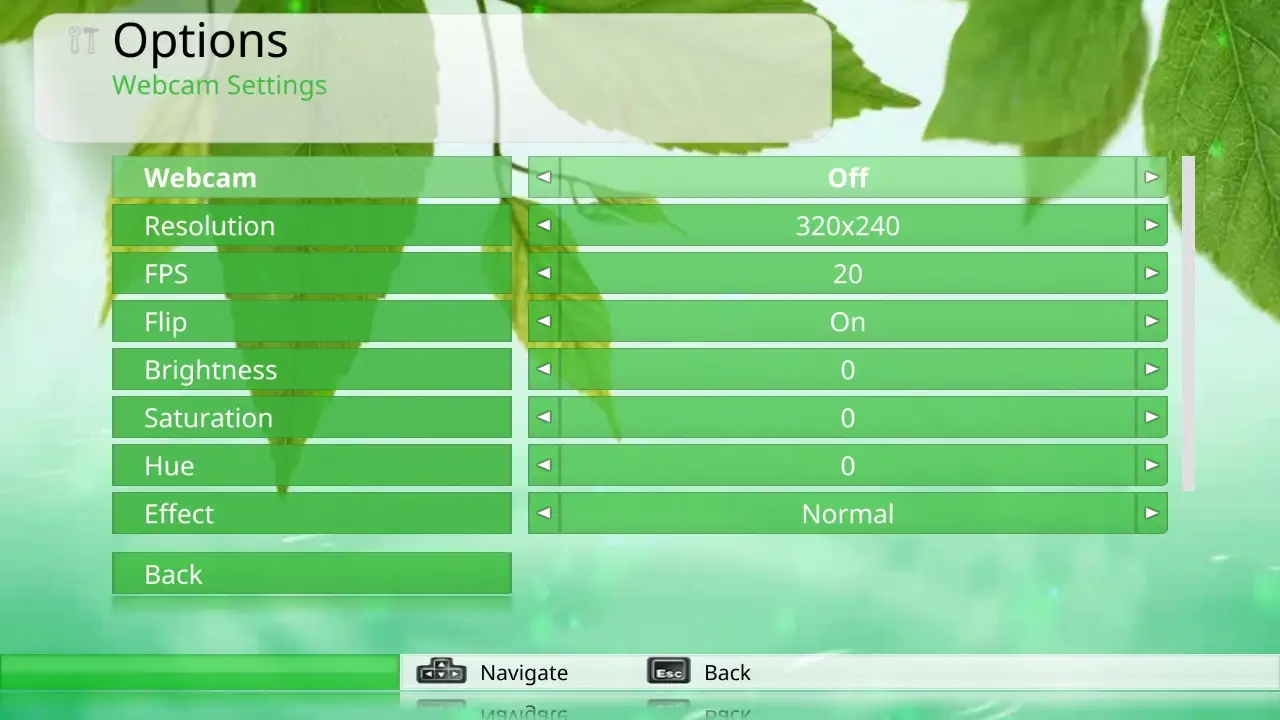 Options
Webcam Settings
Webcam Off
Resolution 320x240
FPS 20
Flip On
Brightness 0
Saturation 0
Hue 0
Effect Normal
Back
Navigate Esc Back